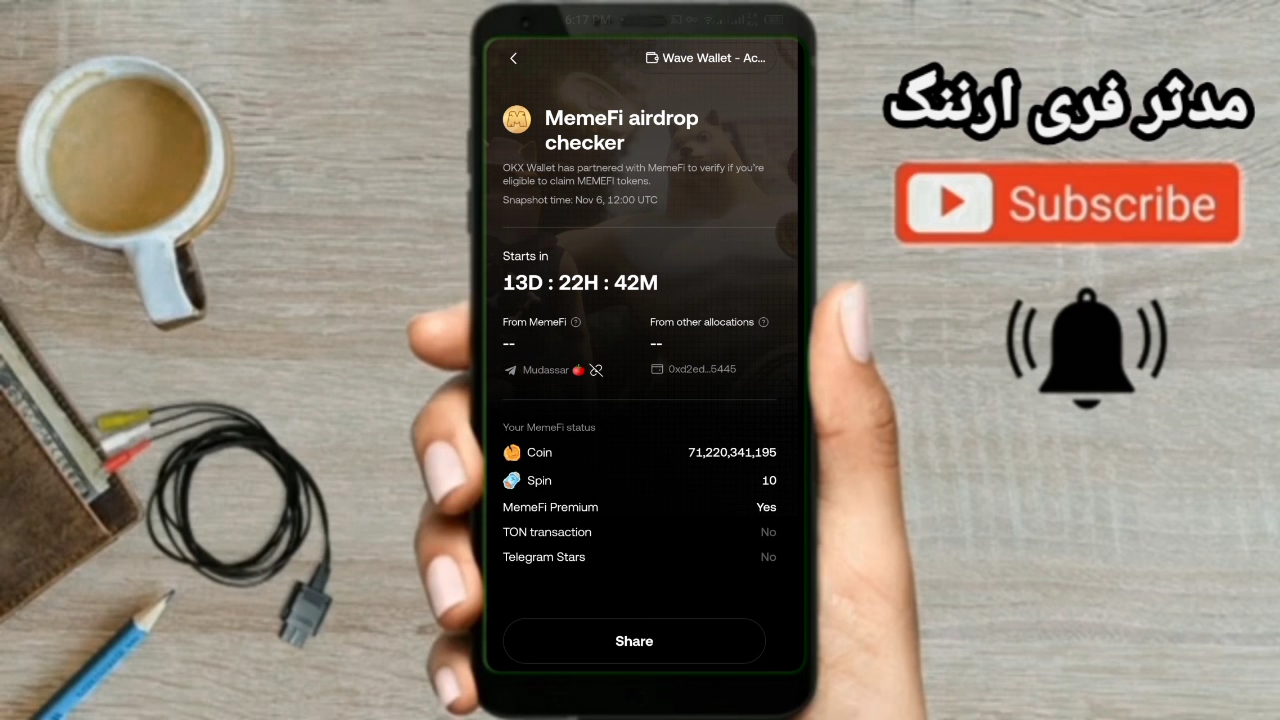 6:17 PM
Wave Wallet - Ac...
MemeFi airdrop
checker
OKX Wallet has partnered with MemeFi to verify if you're
eligible to claim MEMEFI tokens.
Snapshot time: Nov 6, 12:00 UTC
Starts in
13D : 22H : 42M
From MemeFi
From other allocations
--
--
Mudassar
0xd2ed...5445
Your MemeFi status
Coin
71,220,341,195
Spin
10
MemeFi Premium
Yes
TON transaction
No
Telegram Stars
No
Share
مدثر فری ارننگ
Subscribe